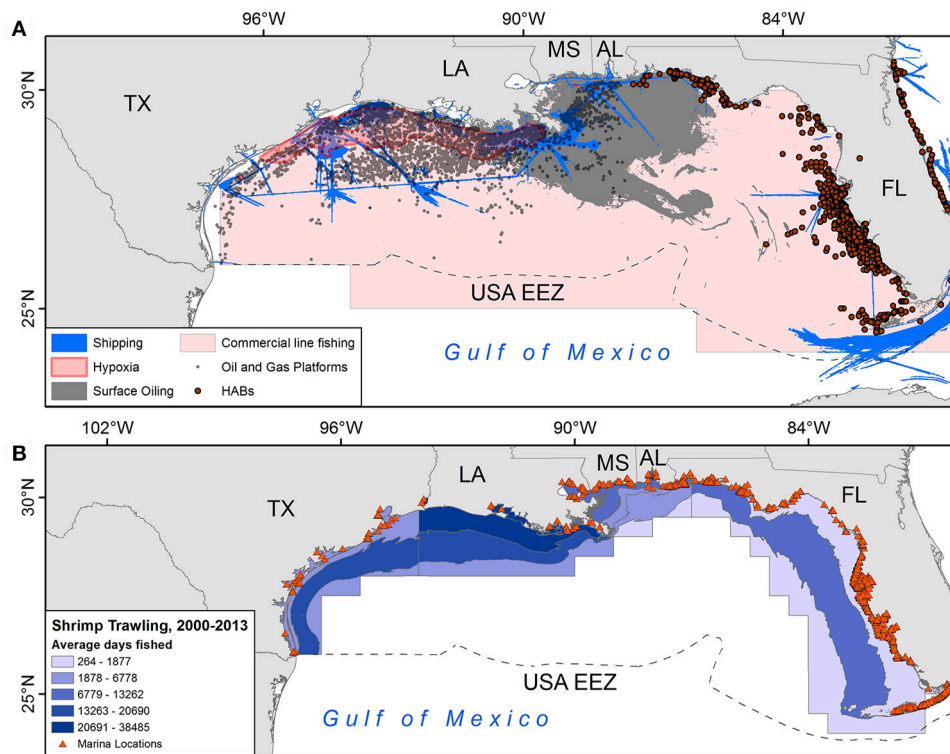 A
96°W 90°W 84°W
MS AL
LA
30°N
TX
FL
25°N
USA EEZ
Gulf of Mexico
Shipping
Hypoxia
Surface Oiling
Commercial line fishing
Oil and Gas Platforms
HABs
B
102°W 96°W 90°W 84°W
MS AL
LA
FL
30°N
TX
Shrimp Trawling, 2000-2013
Average days fished
264 - 1877
1878 - 6778
6779 - 13262
13263 - 20690
20691 - 38485
Marina Locations
25°N
USA EEZ
Gulf of Mexico